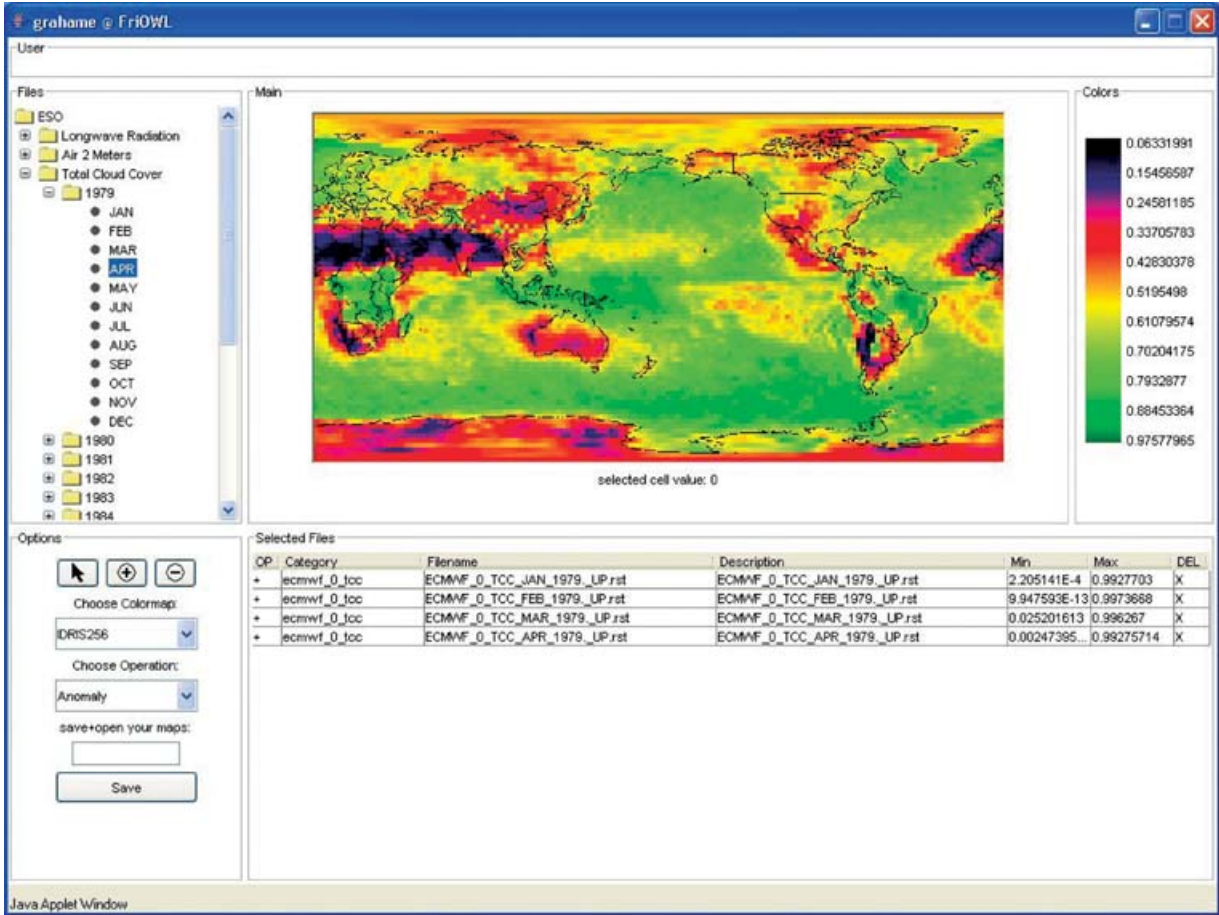 grahame @ FriOWL
User
Files
ESO
Longwave Radiation
Air 2 Meters
Total Cloud Cover
1979
JAN
FEB
MAR
APR
MAY
JUN
JUL
AUG
SEP
OCT
NOV
DEC
1980
1981
1982
1983
1984
Main
selected cell value: 0
Colors
0.06331991
0.15456587
0.24581185
0.33705783
0.42830378
0.5195498
0.61079574
0.70204175
0.7932877
0.88453364
0.97577965
Options
Choose Colormap:
IDRIS256
Choose Operation:
Anomaly
save+open your maps:
Save
Selected Files
OP Category Filename Description Min Max DEL
+ ecmwf_0_tcc ECMWF_0_TCC_JAN_1979._UP.rst ECMWF_0_TCC_JAN_1979._UP.rst 2.205141E-4 0.9927703 X
+ ecmwf_0_tcc ECMWF_0_TCC_FEB_1979._UP.rst ECMWF_0_TCC_FEB_1979._UP.rst 9.947593E-13 0.9973668 X
+ ecmwf_0_tcc ECMWF_0_TCC_MAR_1979._UP.rst ECMWF_0_TCC_MAR_1979._UP.rst 0.025201613 0.996267 X
+ ecmwf_0_tcc ECMWF_0_TCC_APR_1979._UP.rst ECMWF_0_TCC_APR_1979._UP.rst 0.00247395... 0.99275714 X
Java Applet Window